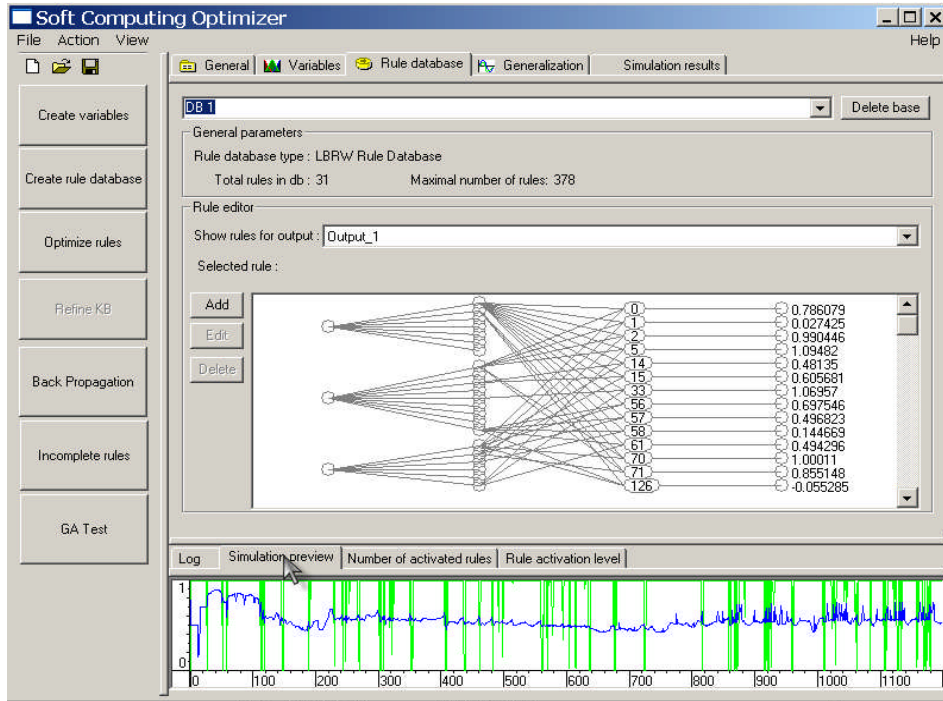 Soft Computing Optimizer
File Action View Help
General Variables Rule database Generalization Simulation results
Create variables
Create rule database
Optimize rules
Refine KB
Back Propagation
Incomplete rules
GA Test
DB 1 Delete base
General parameters
Rule database type : LBRW Rule Database
Total rules in db : 31 Maximal number of rules: 378
Rule editor
Show rules for output : Output_1
Selected rule :
Add
Edit
Delete
0 0.786079
1 0.027425
2 0.990446
5 1.09482
14 0.48135
15 0.605681
33 1.06957
56 0.697546
57 0.496823
58 0.144669
61 0.494296
70 1.00011
71 0.855148
126 -0.055285
Log Simulation preview Number of activated rules Rule activation level
1
0
0 100 200 300 400 500 600 700 800 900 1000 1100